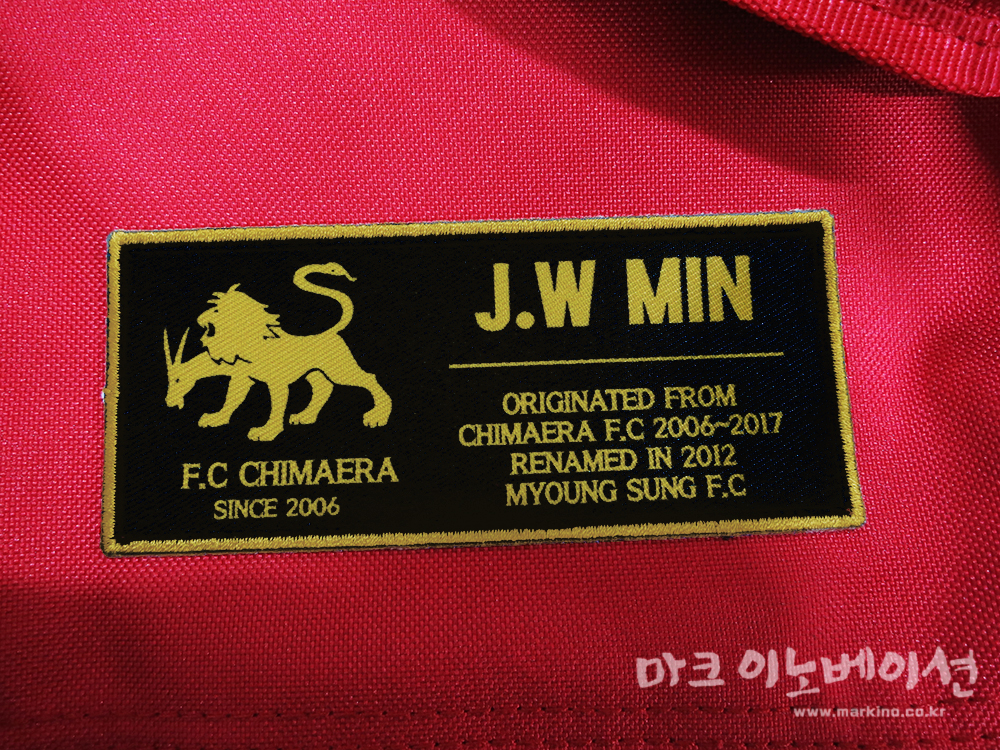 J.W MIN
ORIGINATED FROM
CHIMAERA F.C 2006~2017
RENAMED IN 2012
MYOUNG SUNG F.C
F.C CHIMAERA
SINCE 2006
마크 이노베이션
www.markino.co.kr